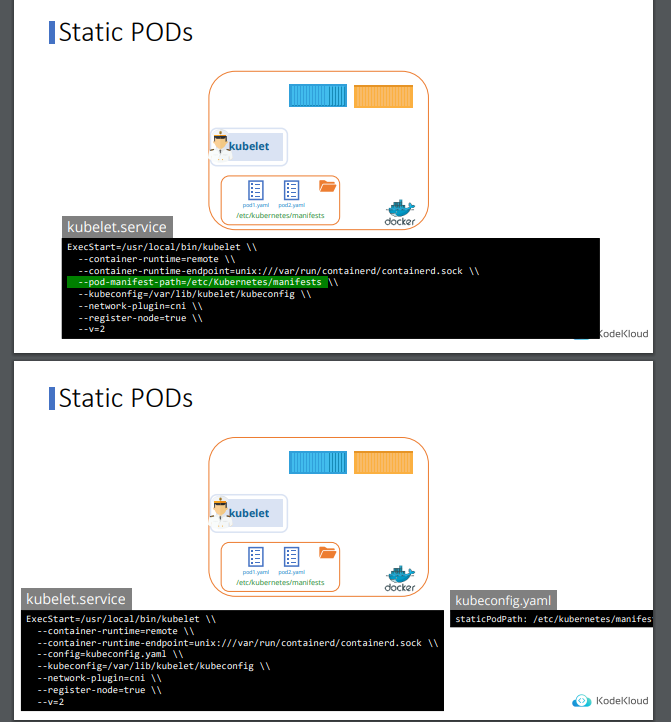 Static PODs
kubelet
pod1.yaml pod2.yaml
/etc/kubernetes/manifests
docker
kubelet.service
ExecStart=/usr/local/bin/kubelet \\
--container-runtime=remote \\
--container-runtime-endpoint=unix:///var/run/containerd/containerd.sock \\
--pod-manifest-path=/etc/Kubernetes/manifests \\
--kubeconfig=/var/lib/kubelet/kubeconfig \\
--network-plugin=cni \\
--register-node=true \\
--v=2
KodeKloud
Static PODs
kubelet
pod1.yaml pod2.yaml
/etc/kubernetes/manifests
docker
kubelet.service
ExecStart=/usr/local/bin/kubelet \\
--container-runtime=remote \\
--container-runtime-endpoint=unix:///var/run/containerd/containerd.sock \\
--config=kubeconfig.yaml \\
--kubeconfig=/var/lib/kubelet/kubeconfig \\
--network-plugin=cni \\
--register-node=true \\
--v=2
kubeconfig.yaml
staticPodPath: /etc/kubernetes/manifes
KodeKloud